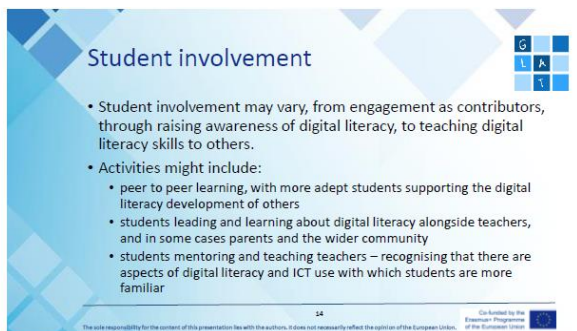 Student involvement
G
L A
T
• Student involvement may vary, from engagement as contributors,
through raising awareness of digital literacy, to teaching digital
literacy skills to others.
• Activities might include:
• peer to peer learning, with more adept students supporting the digital
literacy development of others
• students leading and learning about digital literacy alongside teachers,
and in some cases parents and the wider community
• students mentoring and teaching teachers – recognising that there are
aspects of digital literacy and ICT use with which students are more
familiar
14
The sole responsibility for the content of this presentation lies with the authors. It does not necessarily reflect the opinion of the European Union.
Co-funded by the
Erasmus+ Programme
of the European Union